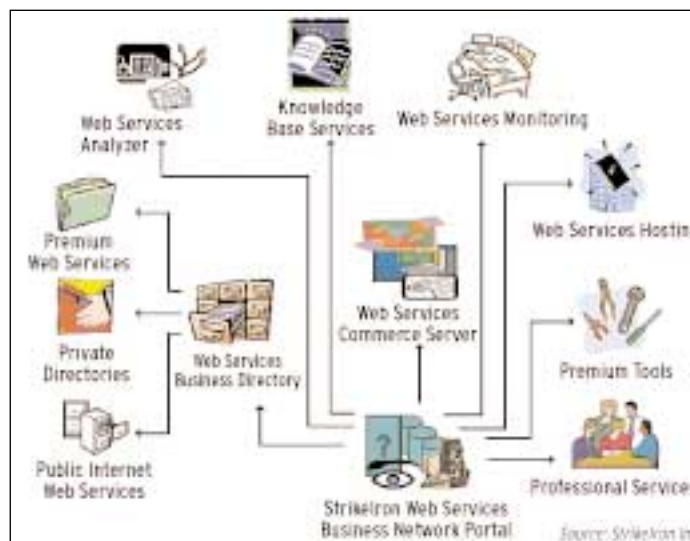 Web Services
Analyzer
Knowledge
Base Services
Web Services Monitoring
Premium
Web Services
Web Services Hostin
Private
Directories
Web Services
Business Directory
Web Services
Commerce Server
Premium Tools
Public Internet
Web Services
?
StrikeIron Web Services
Business Network Portal
Professional Service
Source: StrikeIron In